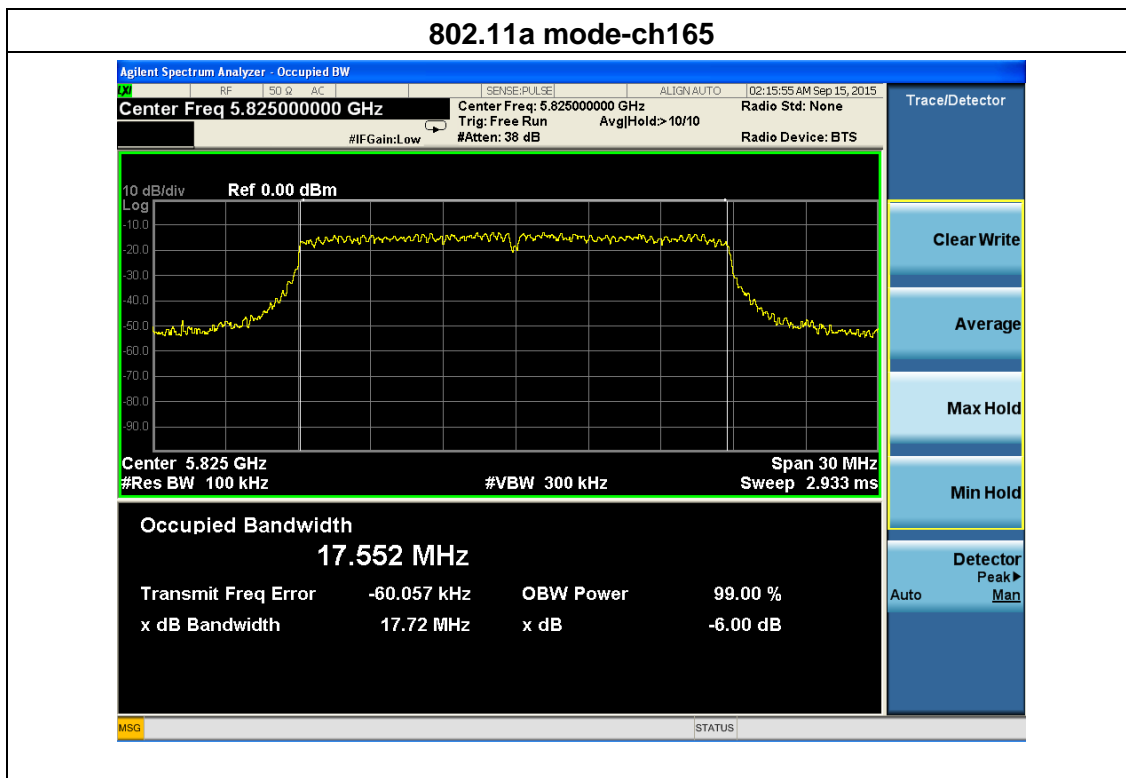 802.11a mode-ch165
Agilent Spectrum Analyzer - Occupied BW
LXI RF 50 Ω AC SENSE:PULSE ALIGN AUTO 02:15:55 AM Sep 15, 2015
Center Freq 5.825000000 GHz
Center Freq: 5.825000000 GHz
Radio Std: None
Trig: Free Run Avg|Hold:>10/10
#IFGain:Low #Atten: 38 dB Radio Device: BTS
10 dB/div Ref 0.00 dBm
Log
-10.0
-20.0
-30.0
-40.0
-50.0
-60.0
-70.0
-80.0
-90.0
Center 5.825 GHz Span 30 MHz
#Res BW 100 kHz #VBW 300 kHz Sweep 2.933 ms
Occupied Bandwidth
17.552 MHz
Transmit Freq Error -60.057 kHz OBW Power 99.00 %
x dB Bandwidth 17.72 MHz x dB -6.00 dB
Trace/Detector
Clear Write
Average
Max Hold
Min Hold
Detector
Peak▶
Auto Man
MSG STATUS